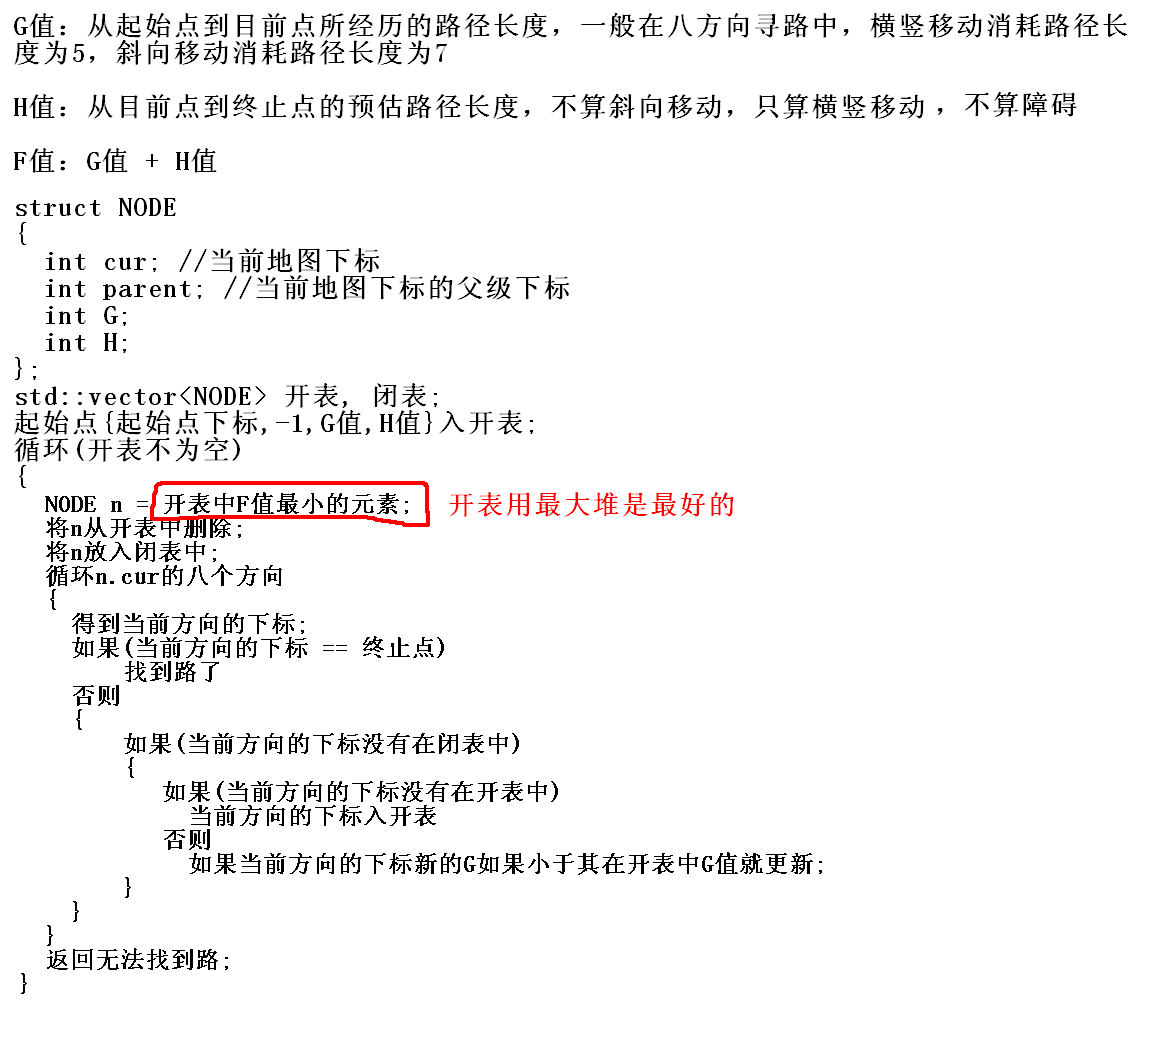 G值：从起始点到目前点所经历的路径长度，一般在八方向寻路中，横竖移动消耗路径长
度为5，斜向移动消耗路径长度为7
H值：从目前点到终止点的预估路径长度，不算斜向移动，只算横竖移动，不算障碍
F值：G值 + H值
struct NODE
{
int cur; //当前地图下标
int parent; //当前地图下标的父级下标
int G;
int H;
};
std::vector<NODE> 开表, 闭表;
起始点{起始点下标,-1,G值,H值}入开表;
循环(开表不为空)
{
NODE n = 开表中F值最小的元素; 开表用最大堆是最好的
将n从开表中删除;
将n放入闭表中;
循环n.cur的八个方向
{
得到当前方向的下标;
如果(当前方向的下标 == 终止点)
找到路了
否则
{
如果(当前方向的下标没有在闭表中)
{
如果(当前方向的下标没有在开表中)
当前方向的下标入开表
否则
如果当前方向的下标新的G如果小于其在开表中G值就更新;
}
}
}
返回无法找到路;
}